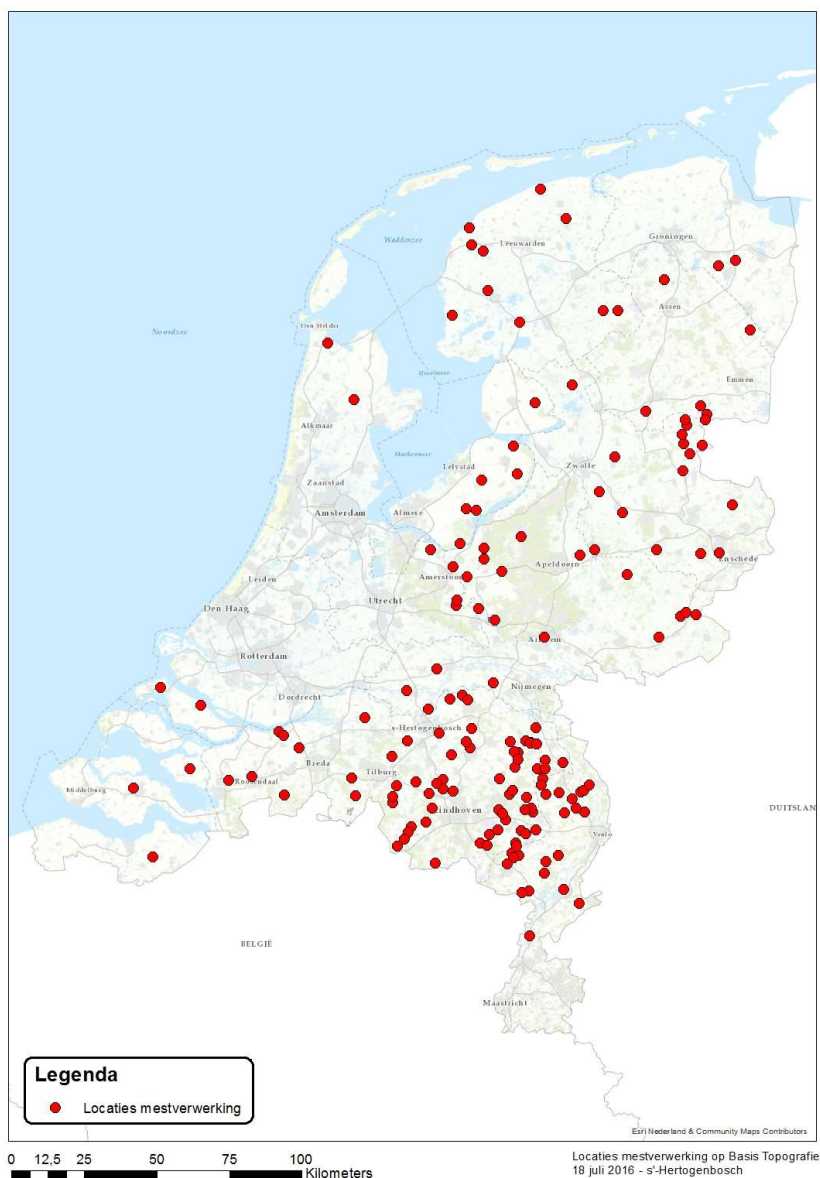 Waddenzee
Leeuwarden
Groningen
Assen
Den Helder
Noordzee
IJsselmeer
Emmen
Alkmaar
Markermeer
Lelystad
Zwolle
Zaanstad
Amsterdam
Almere
Enschede
Apeldoorn
Leiden
Amersfoort
Utrecht
Den Haag
Arnhem
Rotterdam
Nijmegen
Dordrecht
s-Hertogenbosch
Breda
Tilburg
Roosendaal
Middelburg
Eindhoven
DUITSLAN
Venlo
BELGIË
Maastricht
Legenda
Locaties mestverwerking
Esri Nederland & Community Maps Contributors
0 12,5 25 50 75 100
Kilometers
Locaties mestverwerking op Basis Topografie
18 juli 2016 - s'-Hertogenbosch